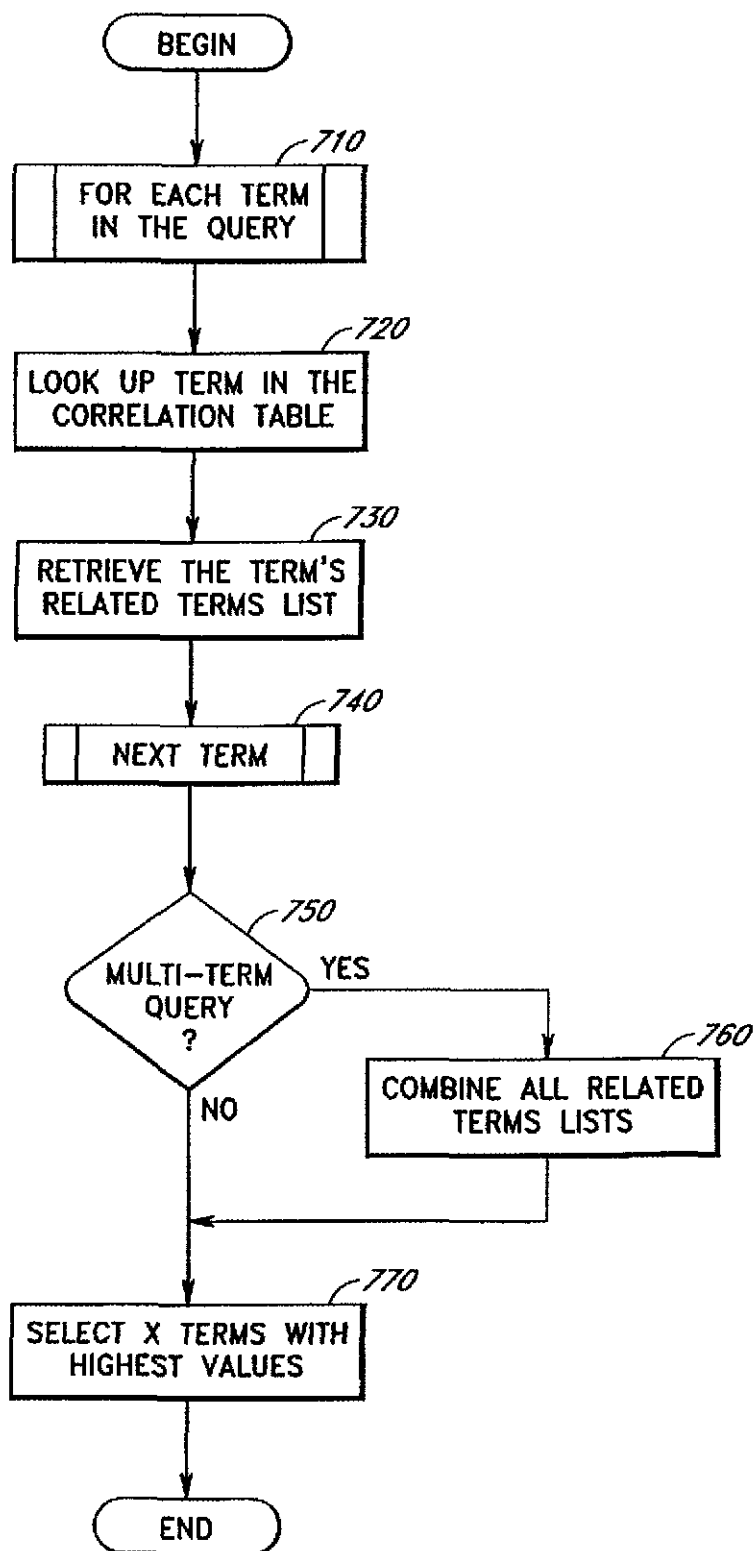 BEGIN
710
FOR EACH TERM
IN THE QUERY
720
LOOK UP TERM IN THE
CORRELATION TABLE
730
RETRIEVE THE TERM'S
RELATED TERMS LIST
740
NEXT TERM
750
MULTI-TERM
QUERY
?
YES
NO
760
COMBINE ALL RELATED
TERMS LISTS
770
SELECT X TERMS WITH
HIGHEST VALUES
END